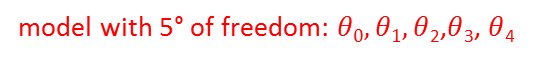 model with 5° of freedom: θ₀, θ₁, θ₂,θ₃, θ₄